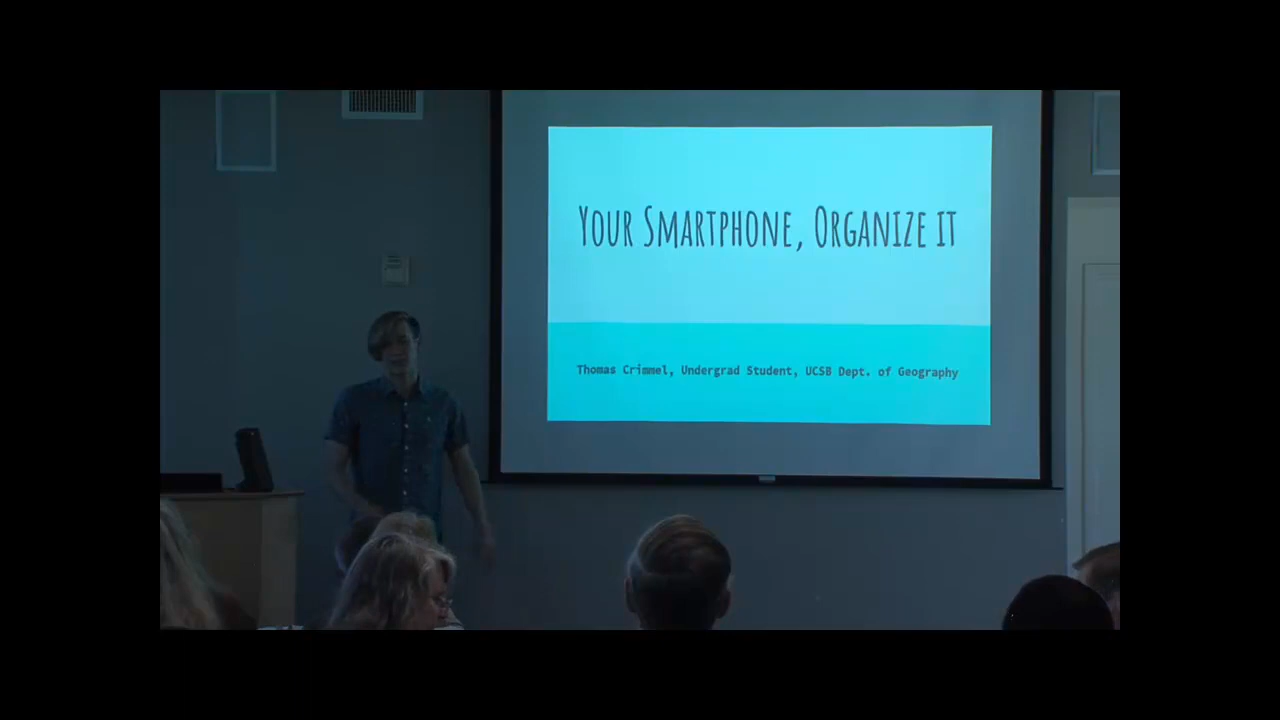 Your Smartphone, Organize it
Thomas Crimmel, Undergrad Student, UCSB Dept. of Geography